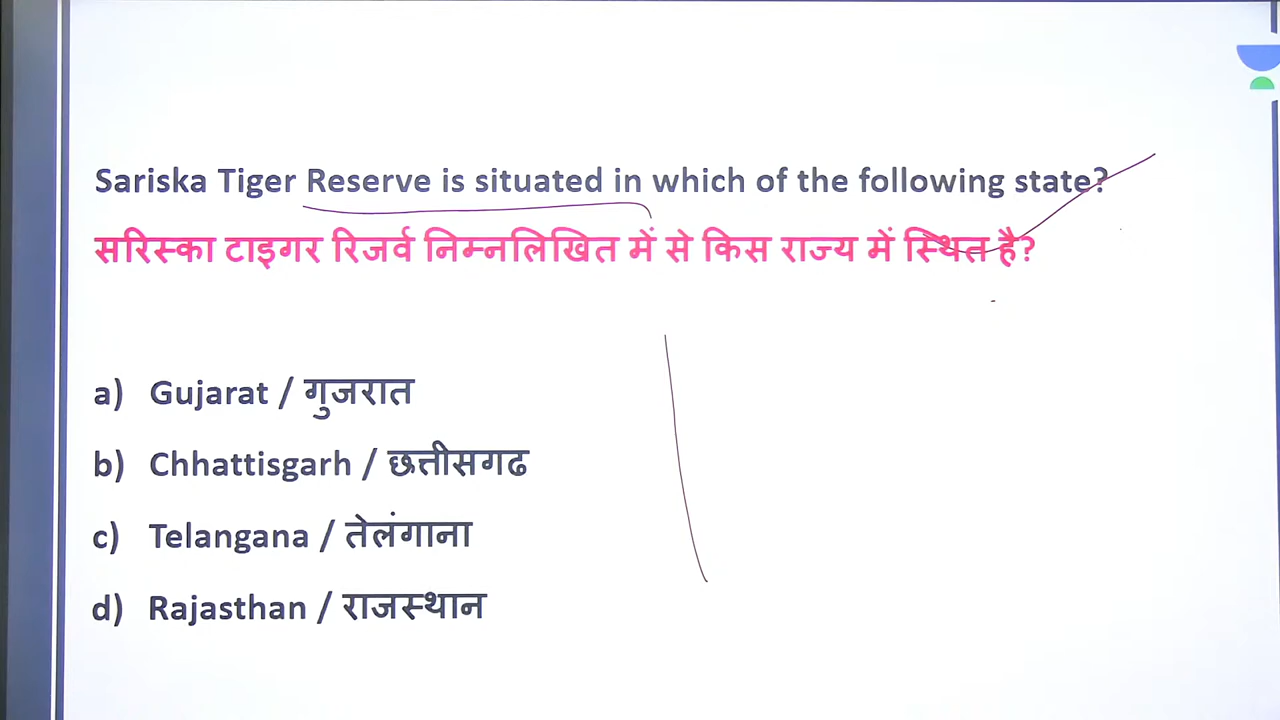 Sariska Tiger Reserve is situated in which of the following state?
सरिस्का टाइगर रिजर्व निम्नलिखित में से किस राज्य में स्थित है?
a) Gujarat / गुजरात
b) Chhattisgarh / छत्तीसगढ
c) Telangana / तेलंगाना
d) Rajasthan / राजस्थान